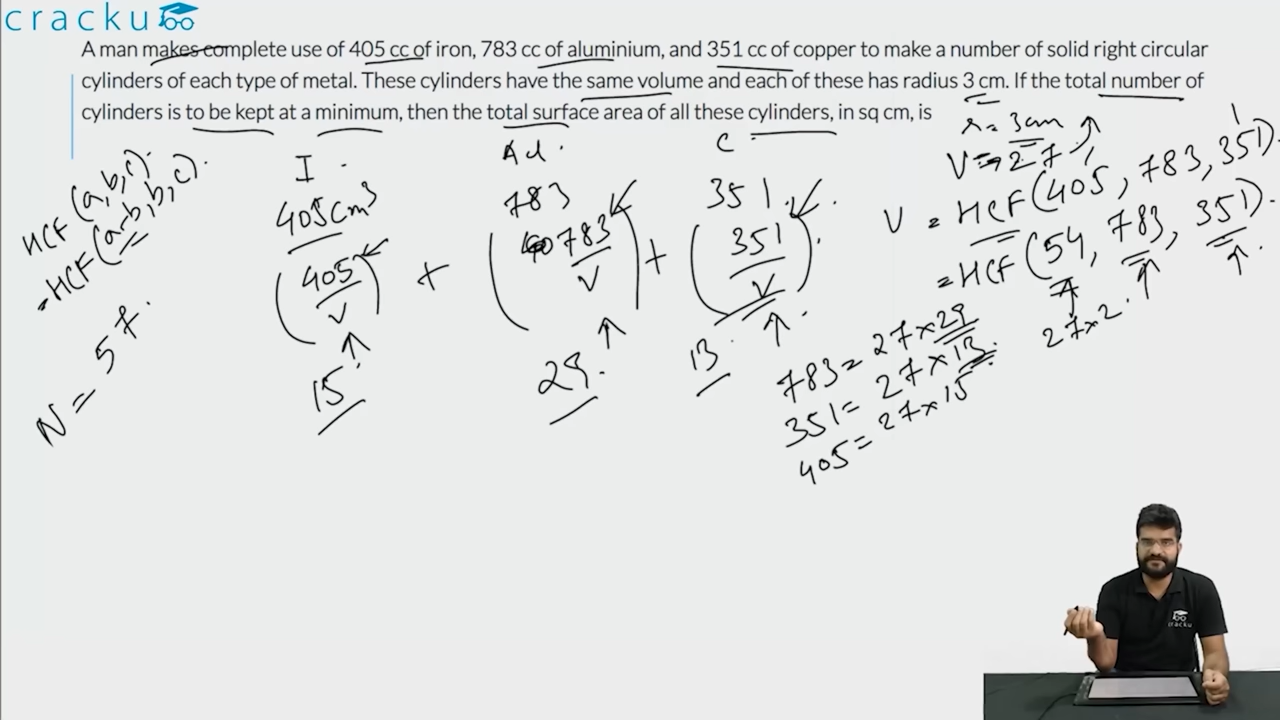 cracku
A man makes complete use of 405 cc of iron, 783 cc of aluminium, and 351 cc of copper to make a number of solid right circular
cylinders of each type of metal. These cylinders have the same volume and each of these has radius 3 cm. If the total number of
cylinders is to be kept at a minimum, then the total surface area of all these cylinders, in sq cm, is
r = 3cm
V = 27
I
Al
C
405cm³
783
351
HCF (a, b, c)
= HCF (a-b, b, c)
V = HCF (405, 783, 351)
= HCF (54, 783, 351)
27 × 2
(405/V) + (783/V) + (351/V)
15
29
13
N = 57
783 = 27 × 29
351 = 27 × 13
405 = 27 × 15
cracku